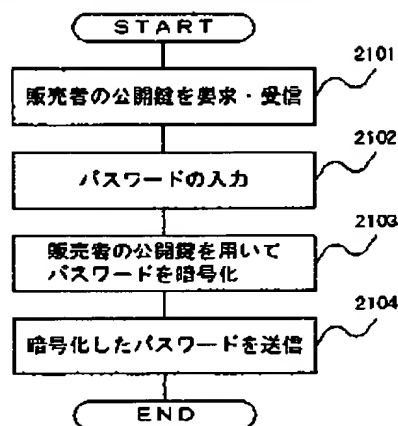 START
2101
販売者の公開鍵を要求・受信
2102
パスワードの入力
2103
販売者の公開鍵を用いて
パスワードを暗号化
2104
暗号化したパスワードを送信
END